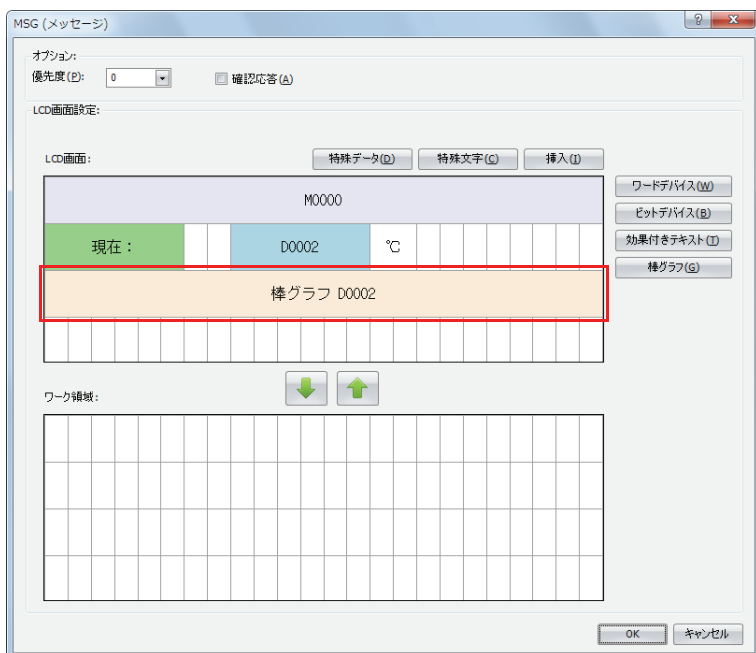 MSG (メッセージ)
オプション:
優先度(P): 0
確認応答(A)
LCD画面設定:
LCD画面:
特殊データ(D) 特殊文字(C) 挿入(I)
M0000
現在： D0002 ℃
棒グラフ D0002
ワードデバイス(W)
ビットデバイス(B)
効果付きテキスト(T)
棒グラフ(G)
ワーク領域:
OK キャンセル